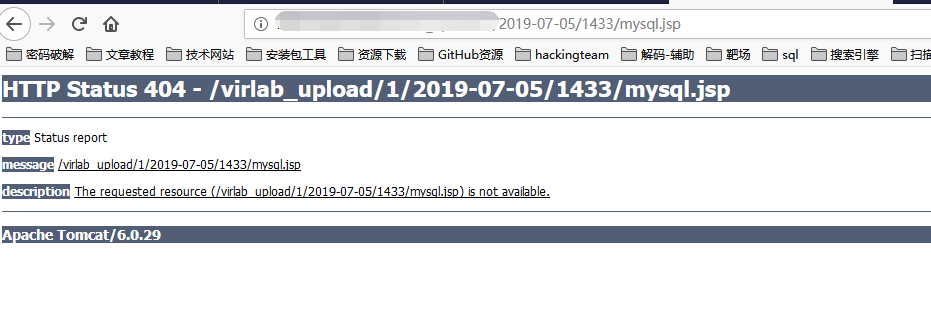 /2019-07-05/1433/mysql.jsp
密码破解 文章教程 技术网站 安装包工具 资源下载 GitHub资源 hackingteam 解码-辅助 靶场 sql 搜索引擎 扫描
HTTP Status 404 - /virlab_upload/1/2019-07-05/1433/mysql.jsp
type Status report
message /virlab_upload/1/2019-07-05/1433/mysql.jsp
description The requested resource (/virlab_upload/1/2019-07-05/1433/mysql.jsp) is not available.
Apache Tomcat/6.0.29